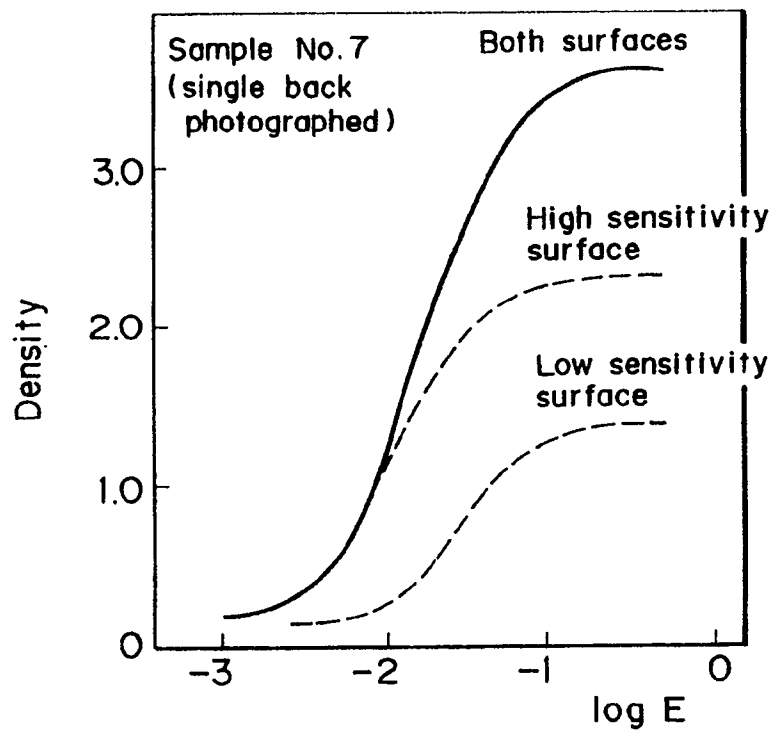 Sample No. 7
(single back
photographed)
Both surfaces
High sensitivity
surface
Low sensitivity
surface
Density
3.0
2.0
1.0
0
-3
-2
-1
0
log E